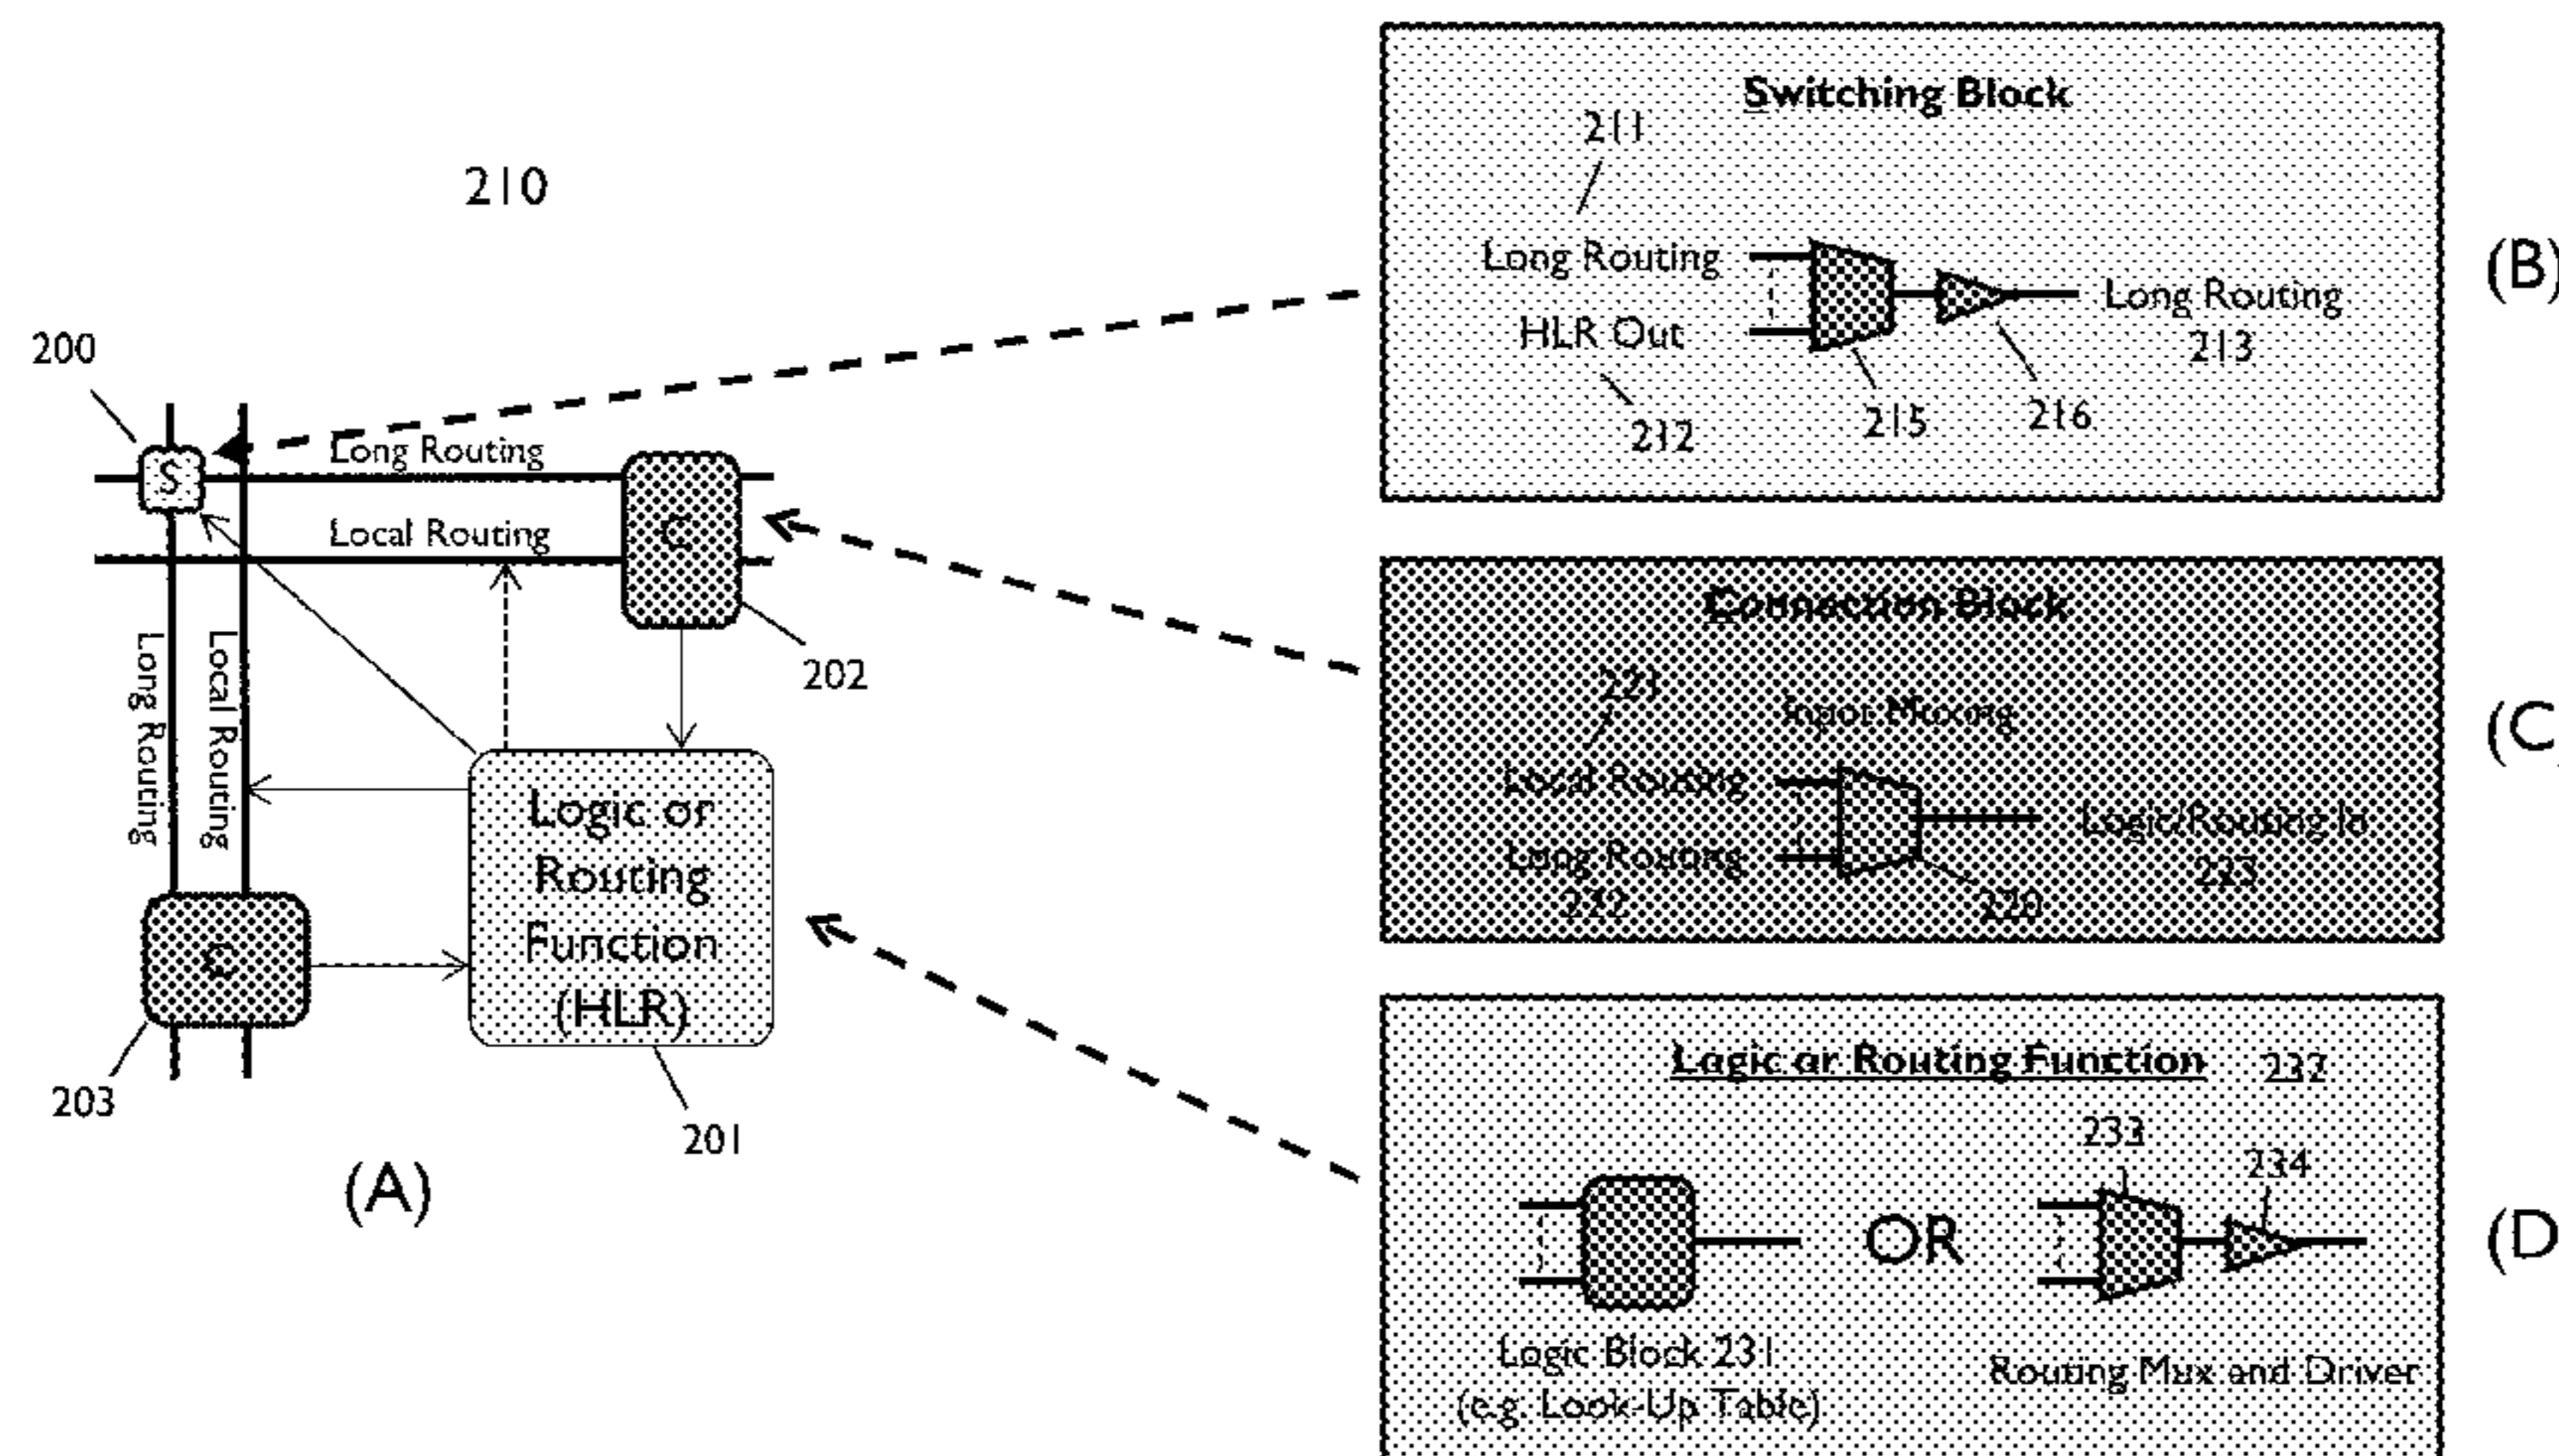 210
200
S
Long Routing
Local Routing
C
202
Long Routing
Local Routing
Logic or
Routing
Function
(HLR)
C
203
201
(A)
Switching Block
211
Long Routing
HLR Out
212
215
216
Long Routing
213
(B)
Connection Block
221
Input Muxing
Local Routing
Long Routing
222
220
Logic/Routing In
223
(C
Logic or Routing Function 232
233
234
OR
Logic Block 231
(e.g. Look-Up Table)
Routing Mux and Driver
(D